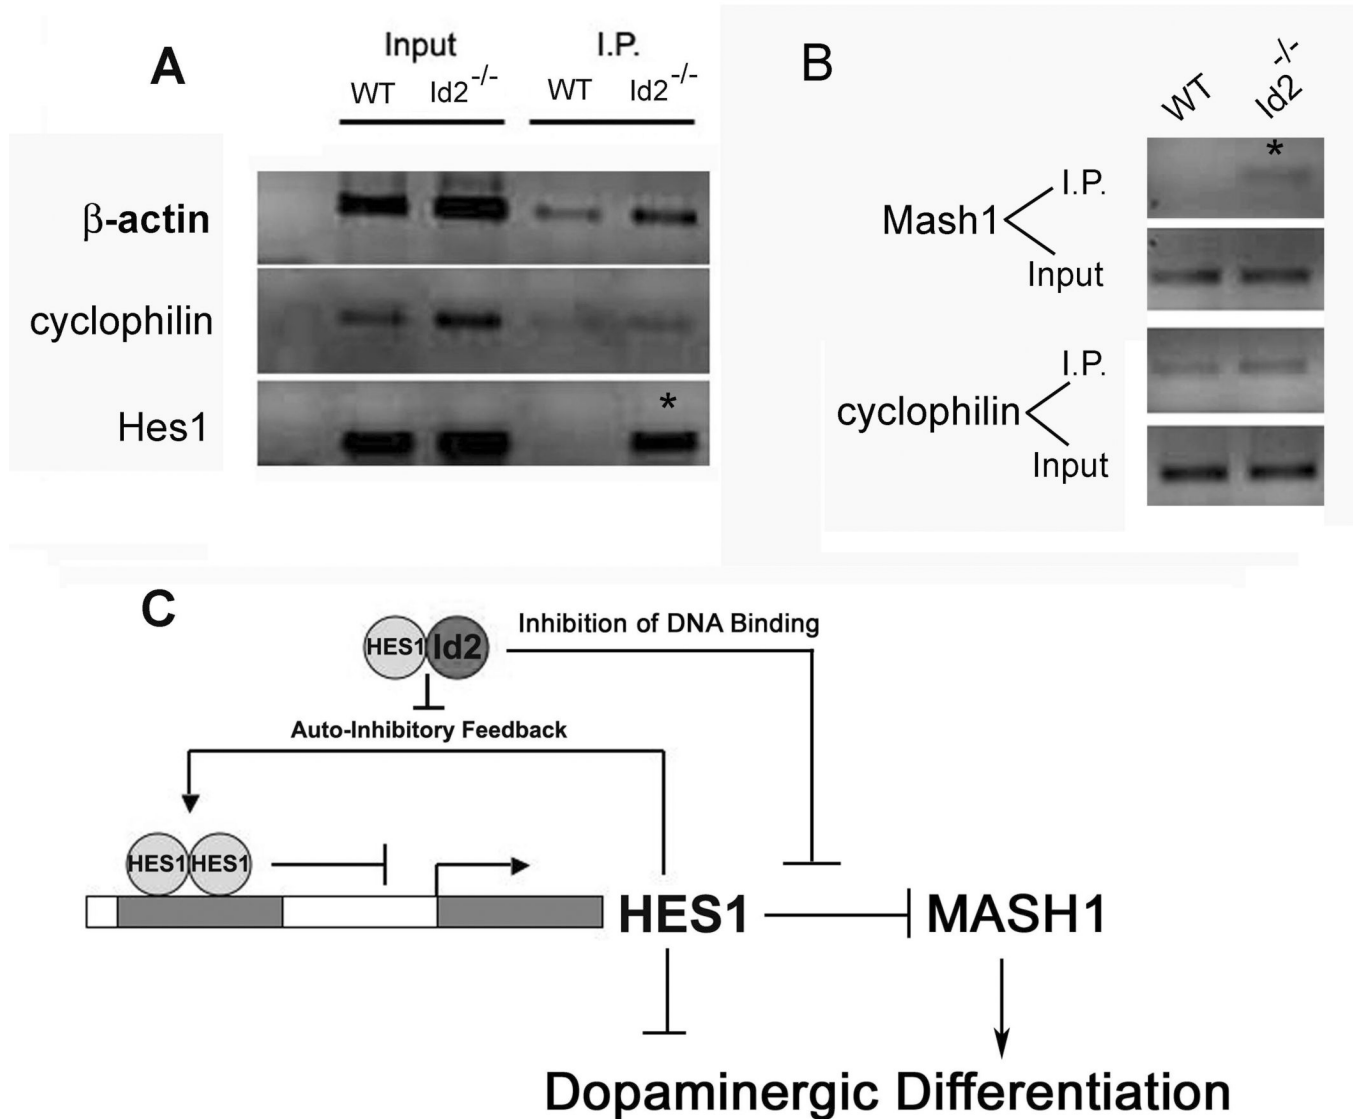 A
Input
I.P.
WT
Id2-/-
WT
Id2-/-
β-actin
cyclophilin
Hes1
*
B
WT
Id2-/-
*
Mash1
I.P.
Input
cyclophilin
I.P.
Input
C
HES1
Id2
Inhibition of DNA Binding
Auto-Inhibitory Feedback
HES1
HES1
HES1
MASH1
Dopaminergic Differentiation